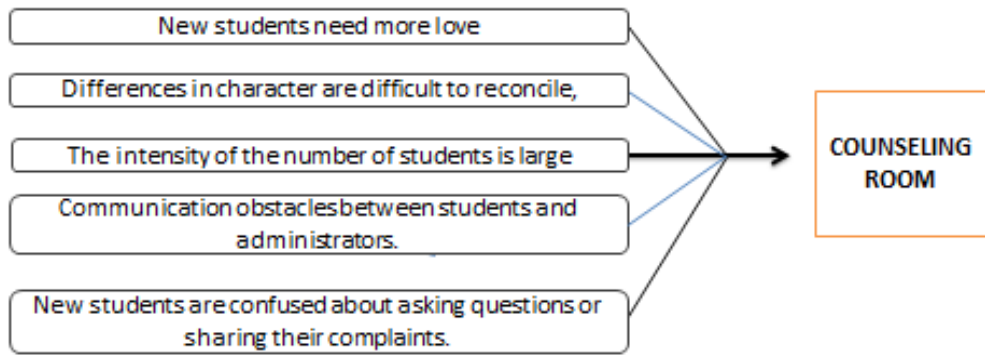 New students need more love
Differences in character are difficult to reconcile,
The intensity of the number of students is large
Communication obstacles between students and
administrators.
New students are confused about asking questions or
sharing their complaints.
COUNSELING
ROOM